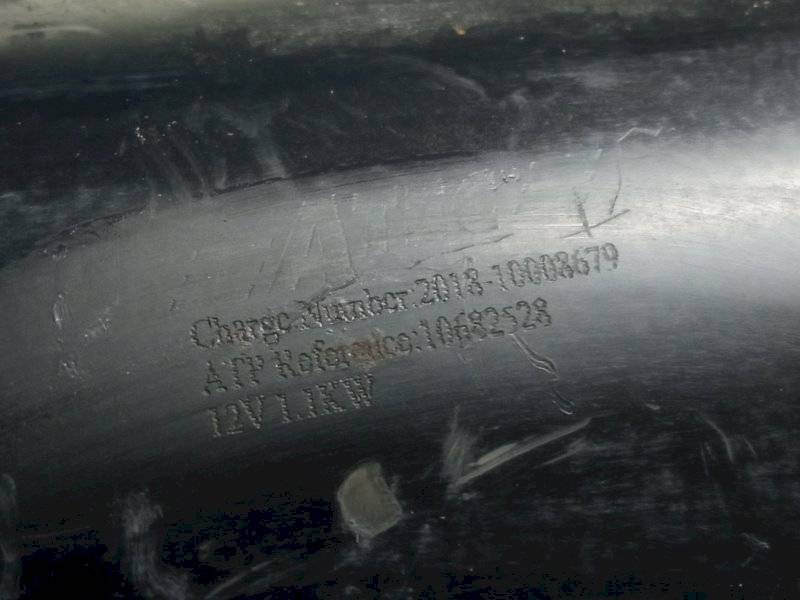 Charge Number:2018-10008679
ATP Reference:10682528
12V 1.1KW